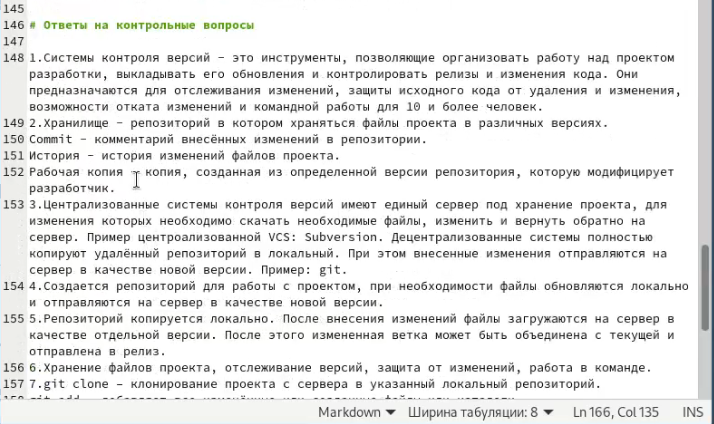 145
146 # Ответы на контрольные вопросы
147
148 1.Системы контроля версий – это инструменты, позволяющие организовать работу над проектом
разработки, выкладывать его обновления и контролировать релизы и изменения кода. Они
предназначаются для отслеживания изменений, защиты исходного кода от удаления и изменения,
возможности отката изменений и командной работы для 10 и более человек.
149 2.Хранилище – репозиторий в котором храняться файлы проекта в различных версиях.
150 Commit – комментарий внесённых изменений в репозитории.
151 История – история изменений файлов проекта.
152 Рабочая копия – копия, созданная из определенной версии репозитория, которую модифицирует
разработчик.
153 3.Централизованные системы контроля версий имеют единый сервер под хранение проекта, для
изменения которых необходимо скачать необходимые файлы, изменить и вернуть обратно на
сервер. Пример центроализованной VCS: Subversion. Децентрализованные системы полностью
копируют удалённый репозиторий в локальный. При этом внесенные изменения отправляются на
сервер в качестве новой версии. Пример: git.
154 4.Создается репозиторий для работы с проектом, при необходимости файлы обновляются локально
и отправляются на сервер в качестве новой версии.
155 5.Репозиторий копируется локально. После внесения изменений файлы загружаются на сервер в
качестве отдельной версии. После этого измененная ветка может быть объединена с текущей и
отправлена в релиз.
156 6.Хранение файлов проекта, отслеживание версий, защита от изменений, работа в команде.
157 7.git clone – клонирование проекта с сервера в указанный локальный репозиторий.
Markdown Ширина табуляции: 8 Ln 166, Col 135 INS